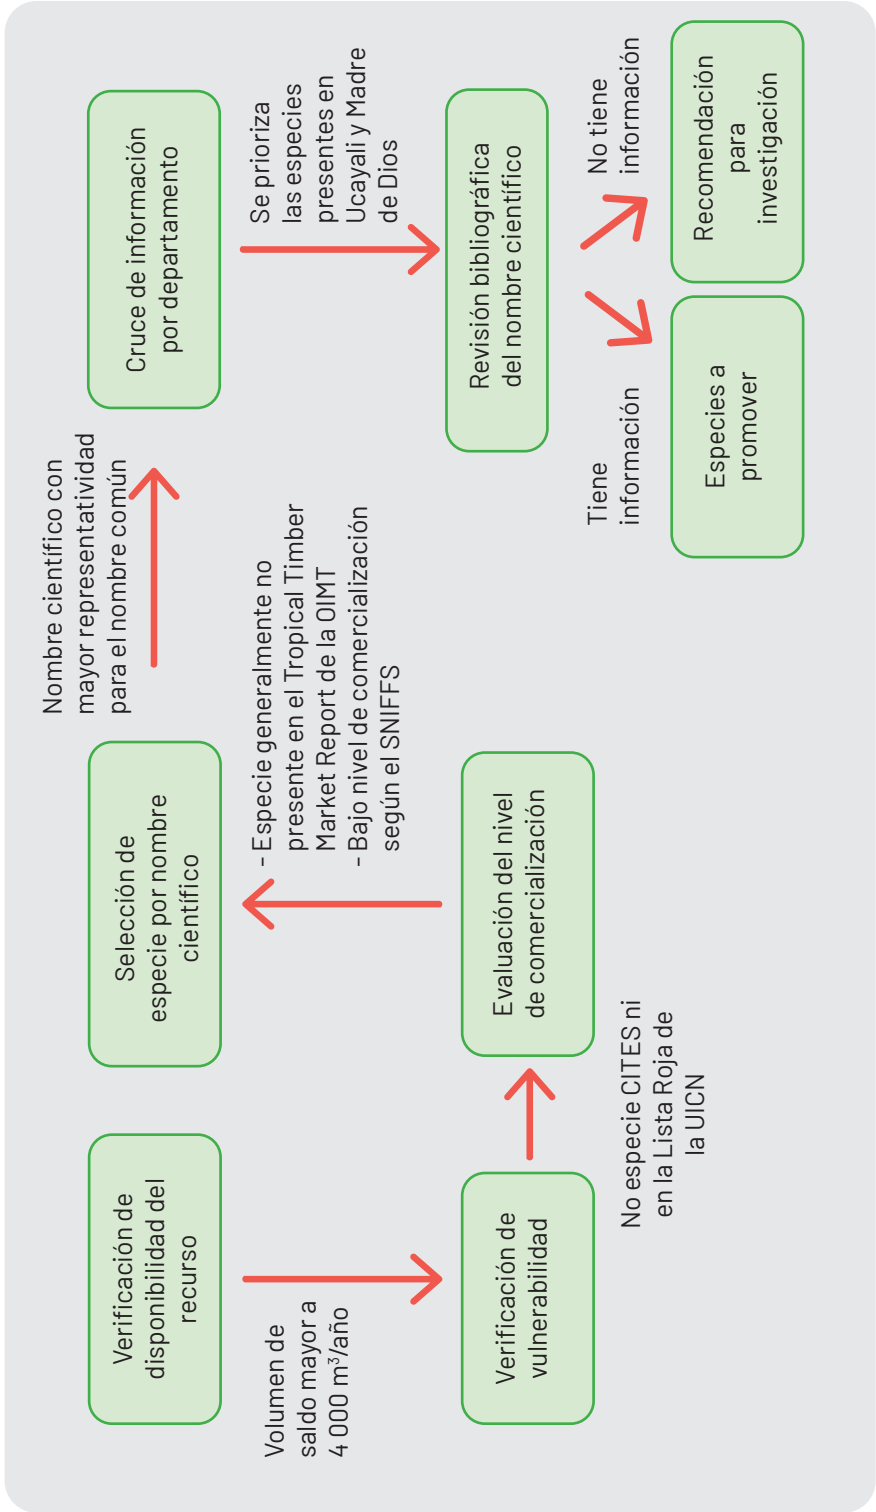 Verificación de
disponibilidad del
recurso
Volumen de
saldo mayor a
4 000 m³/año
Verificación de
vulnerabilidad
No especie CITES ni
en la Lista Roja de
la UICN
Evaluación del nivel
de comercialización
- Especie generalmente no
presente en el Tropical Timber
Market Report de la OIMT
- Bajo nivel de comercialización
según el SNIFFS
Selección de
especie por nombre
científico
Nombre científico con
mayor representatividad
para el nombre común
Cruce de información
por departamento
Se prioriza
las especies
presentes en
Ucayali y Madre
de Dios
Revisión bibliográfica
del nombre científico
Tiene
información
Especies a
promover
No tiene
información
Recomendación
para
investigación